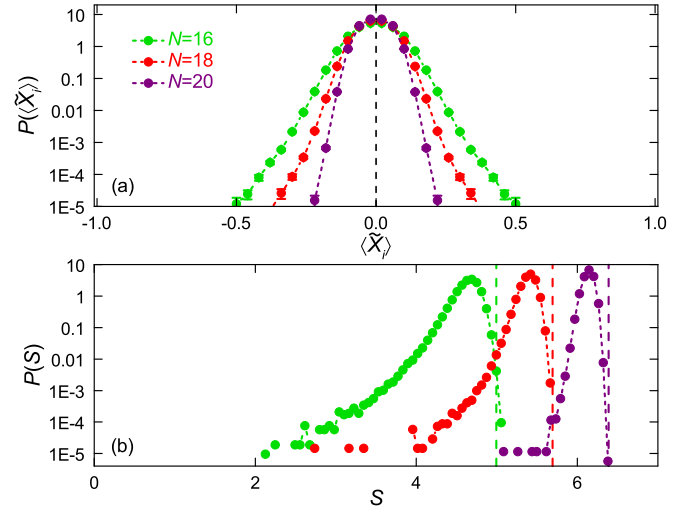 10
1
0.1
0.01
1E-3
1E-4
1E-5
P(⟨X̃ᵢ⟩)
N=16
N=18
N=20
(a)
-1.0 -0.5 0.0 0.5 1.0
⟨X̃ᵢ⟩
10
1
0.1
0.01
1E-3
1E-4
1E-5
P(S)
(b)
0 2 4 6
S